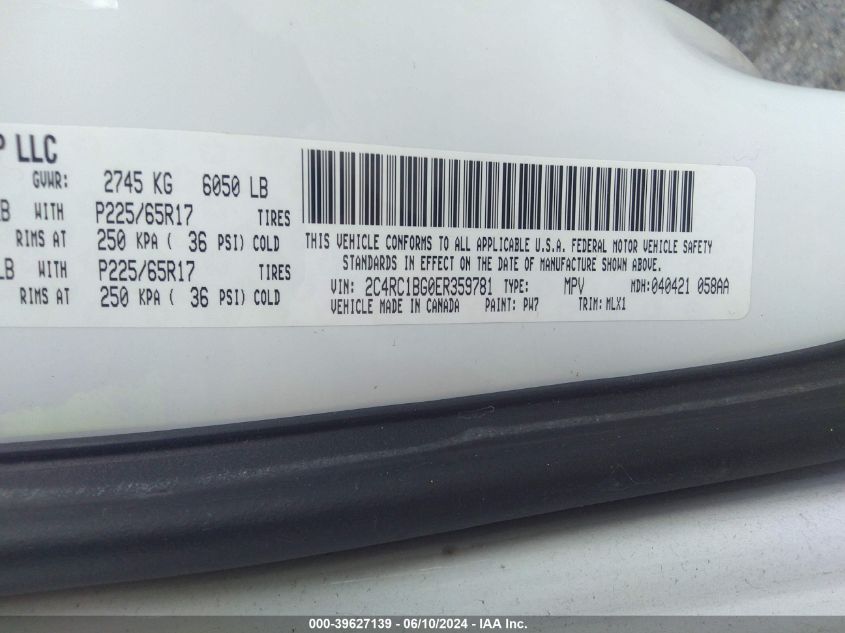 P LLC
GVWR: 2745 KG 6050 LB
LB WITH P225/65R17 TIRES
RIMS AT 250 KPA ( 36 PSI) COLD
LB WITH P225/65R17 TIRES
RIMS AT 250 KPA ( 36 PSI) COLD
THIS VEHICLE CONFORMS TO ALL APPLICABLE U.S.A. FEDERAL MOTOR VEHICLE SAFETY
STANDARDS IN EFFECT ON THE DATE OF MANUFACTURE SHOWN ABOVE.
VIN: 2C4RC1BG0ER359781 TYPE: MPV MDH: 040421 058AA
VEHICLE MADE IN CANADA PAINT: PW7 TRIM: MLX1
000-39627139 - 06/10/2024 - IAA Inc.